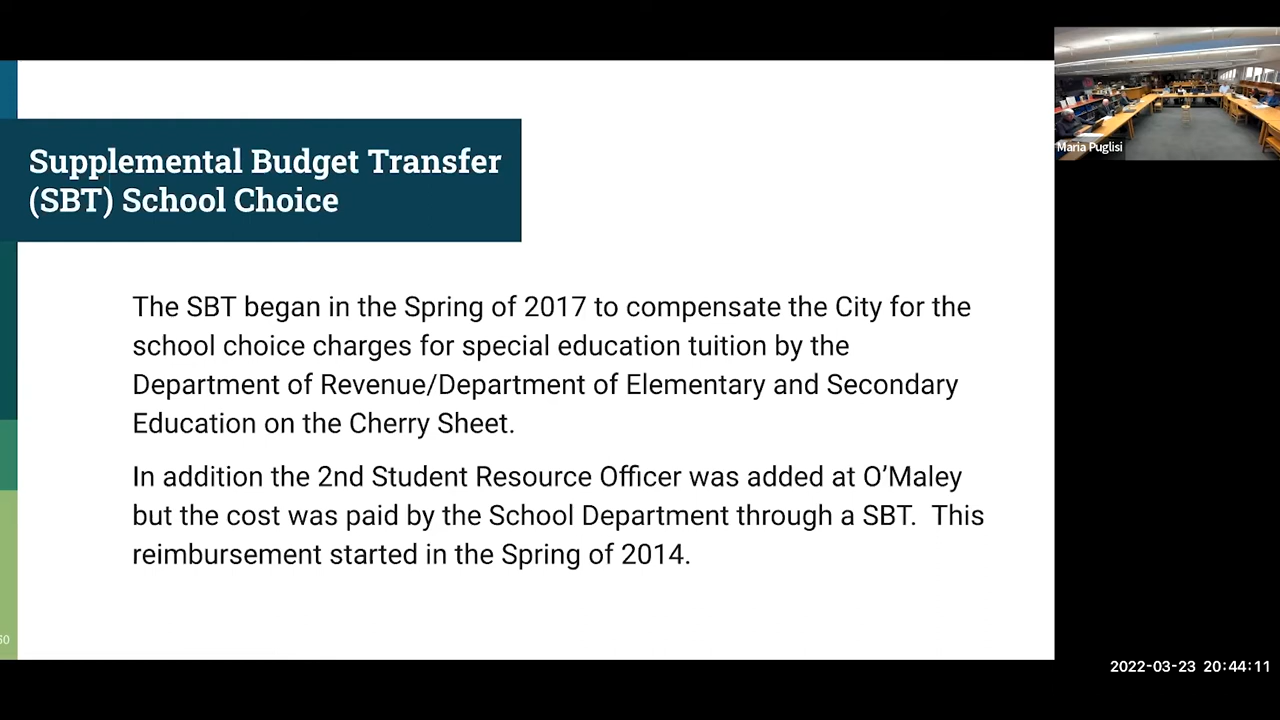 Supplemental Budget Transfer
(SBT) School Choice
The SBT began in the Spring of 2017 to compensate the City for the
school choice charges for special education tuition by the
Department of Revenue/Department of Elementary and Secondary
Education on the Cherry Sheet.
In addition the 2nd Student Resource Officer was added at O’Maley
but the cost was paid by the School Department through a SBT.  This
reimbursement started in the Spring of 2014.
Maria Puglisi
2022-03-23 20:44:11